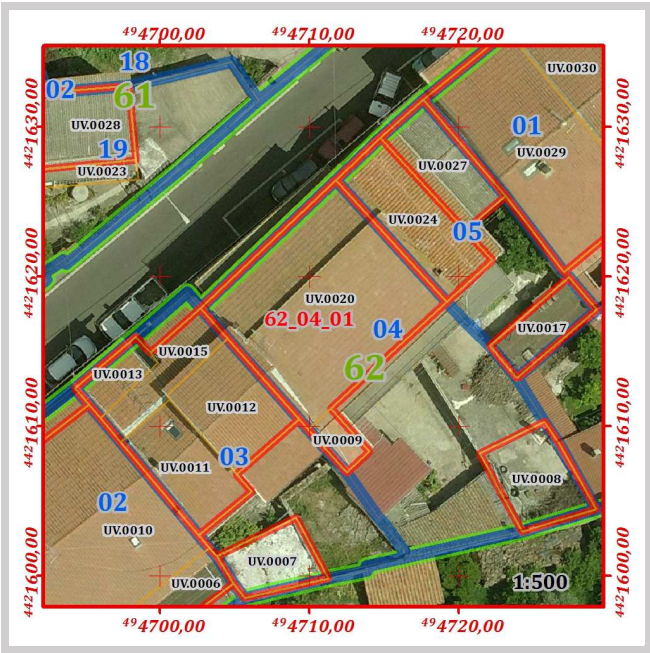 ⁴⁹4700,00 ⁴⁹4710,00 ⁴⁹4720,00
18
02
61
UV.0030
⁴⁴²1630,00
UV.0028
01
⁴⁴²1630,00
19
UV.0029
UV.0023
UV.0027
UV.0024
05
⁴⁴²1620,00
UV.0020
⁴⁴²1620,00
62_04_01
04
UV.0017
UV.0015
62
UV.0013
UV.0012
⁴⁴²1610,00
UV.0009
⁴⁴²1610,00
03
UV.0011
UV.0008
02
UV.0010
UV.0007
⁴⁴²1600,00
UV.0006
1:500
⁴⁴²1600,00
⁴⁹4700,00 ⁴⁹4710,00 ⁴⁹4720,00